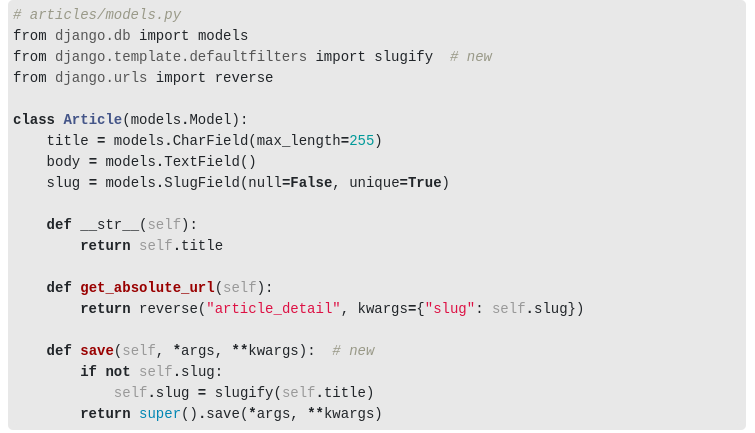 # articles/models.py
from django.db import models
from django.template.defaultfilters import slugify  # new
from django.urls import reverse

class Article(models.Model):
    title = models.CharField(max_length=255)
    body = models.TextField()
    slug = models.SlugField(null=False, unique=True)

    def __str__(self):
        return self.title

    def get_absolute_url(self):
        return reverse("article_detail", kwargs={"slug": self.slug})

    def save(self, *args, **kwargs):  # new
        if not self.slug:
            self.slug = slugify(self.title)
        return super().save(*args, **kwargs)